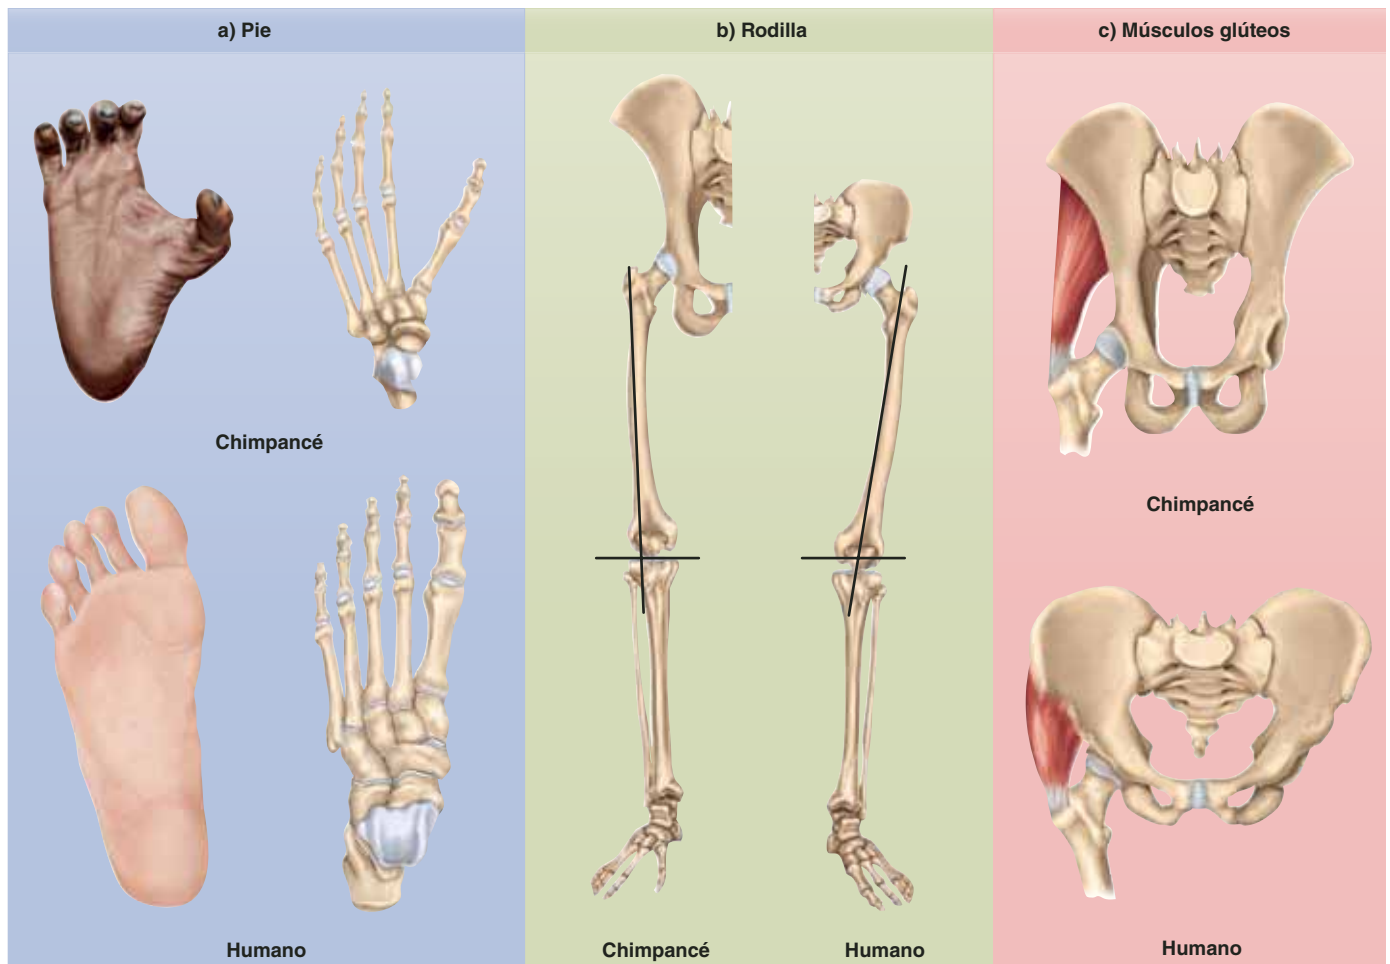 a) Pie
b) Rodilla
c) Músculos glúteos
Chimpancé
Humano
Chimpancé
Humano
Chimpancé
Humano